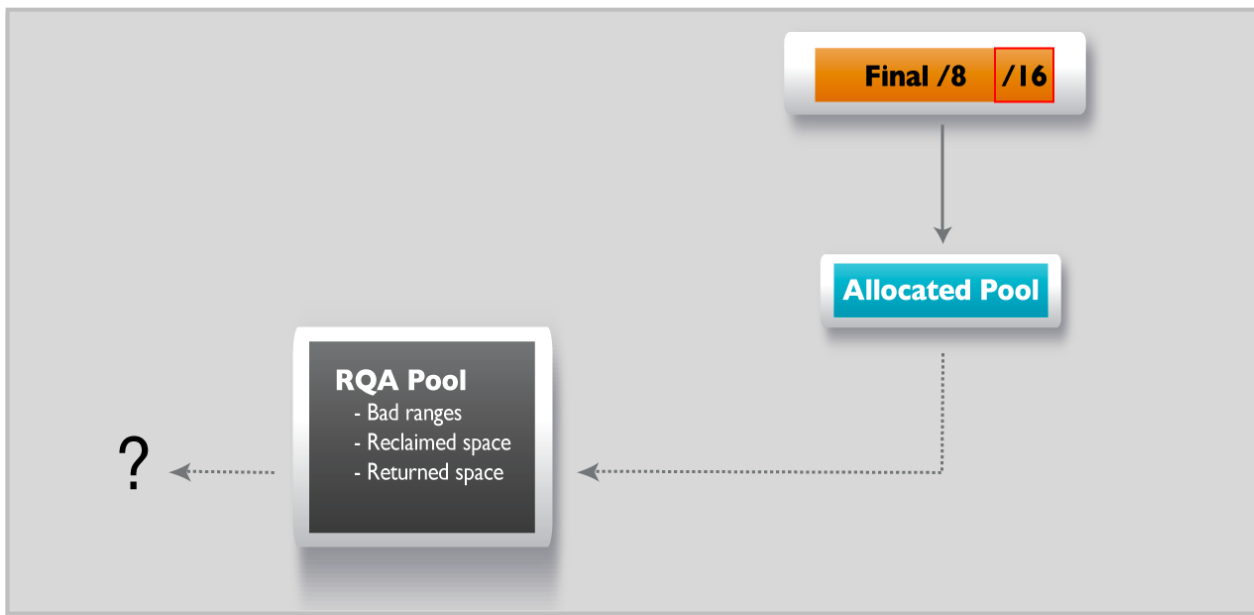 Final /8 /16
Allocated Pool
RQA Pool
- Bad ranges
- Reclaimed space
- Returned space
?